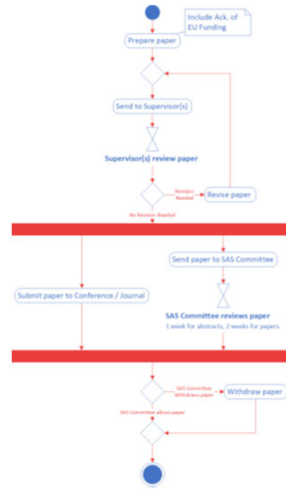 Include Ack. of
EU Funding
Prepare paper
Send to Supervisor(s)
Supervisor(s) review paper
Revision
Needed
Revise paper
No Revision Needed
Send paper to SAS Committee
Submit paper to Conference / Journal
SAS Committee reviews paper
1 week for abstracts, 2 weeks for papers
SAS Committee
Withdraws paper
Withdraw paper
SAS Committee allows paper